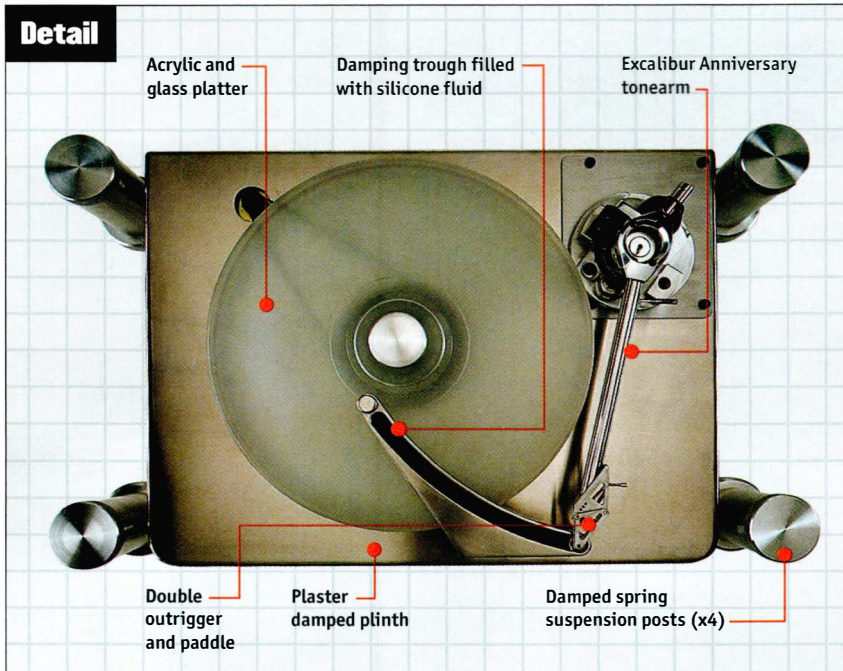 Detail
Acrylic and
glass platter
Damping trough filled
with silicone fluid
Excalibur Anniversary
tonearm
Double
outrigger
and paddle
Plaster
damped plinth
Damped spring
suspension posts (x4)